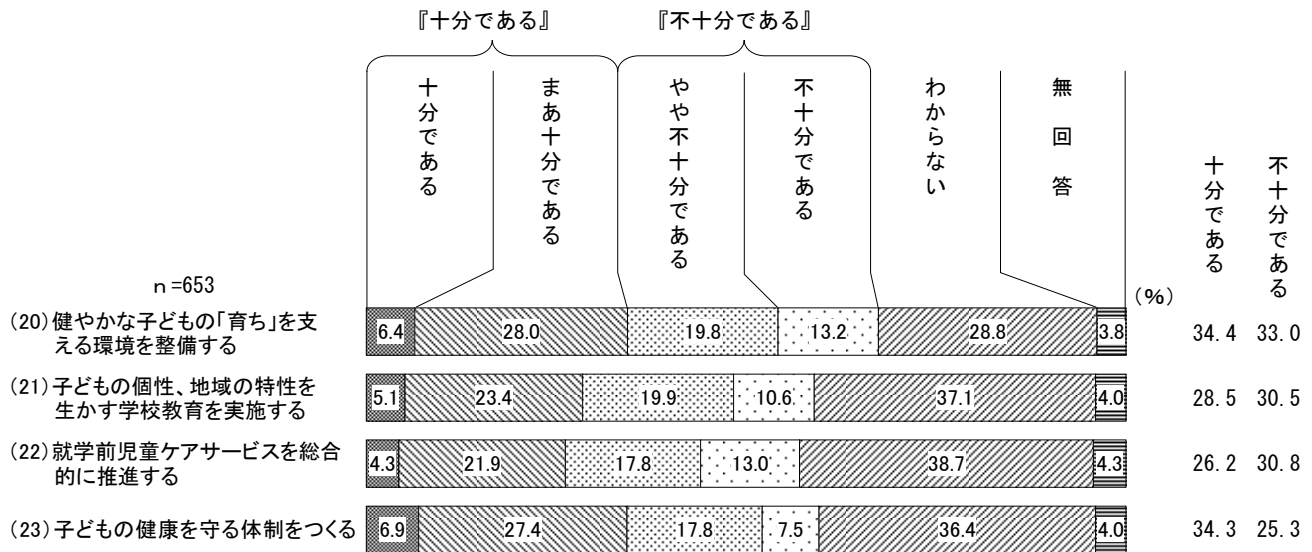 『十分である』 『不十分である』
十分である
まあ十分である
やや不十分である
不十分である
わからない
無回答
十分である
不十分である
n=653
(%)
(20)健やかな子どもの「育ち」を支
える環境を整備する
6.4 28.0 19.8 13.2 28.8 3.8 34.4 33.0
(21)子どもの個性、地域の特性を
生かす学校教育を実施する
5.1 23.4 19.9 10.6 37.1 4.0 28.5 30.5
(22)就学前児童ケアサービスを総合
的に推進する
4.3 21.9 17.8 13.0 38.7 4.3 26.2 30.8
(23)子どもの健康を守る体制をつくる
6.9 27.4 17.8 7.5 36.4 4.0 34.3 25.3